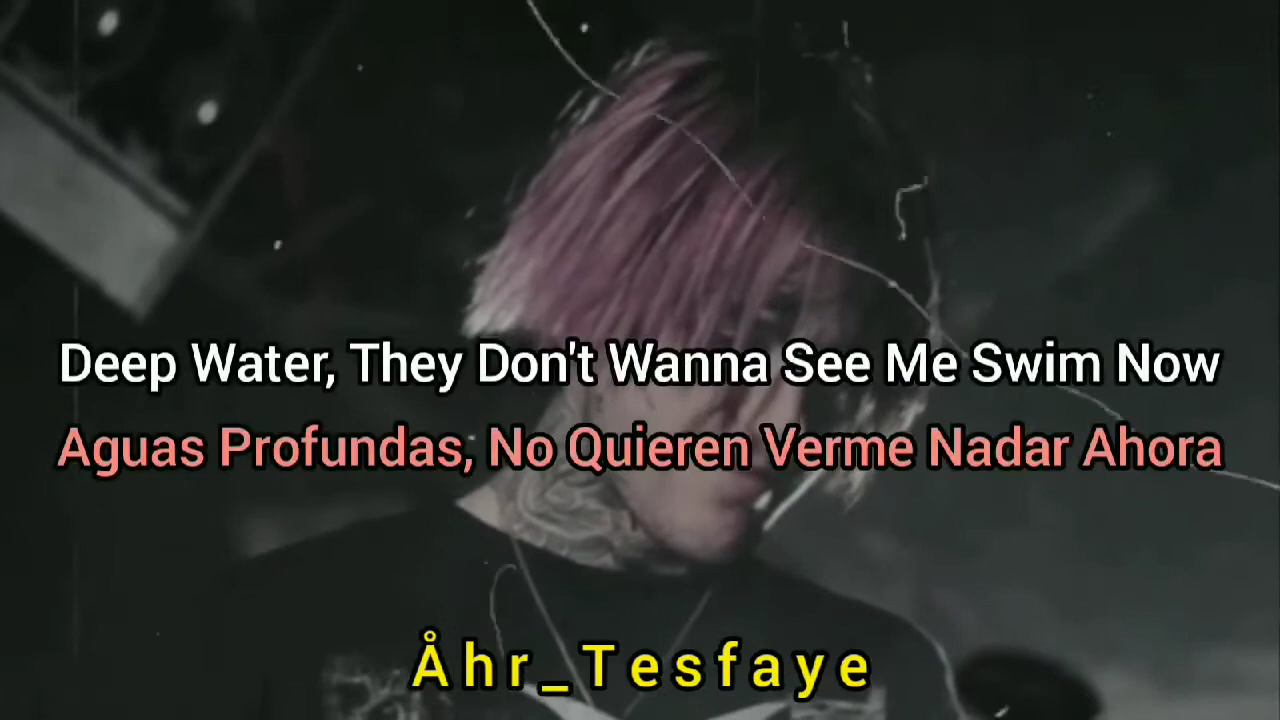 Deep Water, They Don't Wanna See Me Swim Now
Aguas Profundas, No Quieren Verme Nadar Ahora
Åhr_Tesfaye